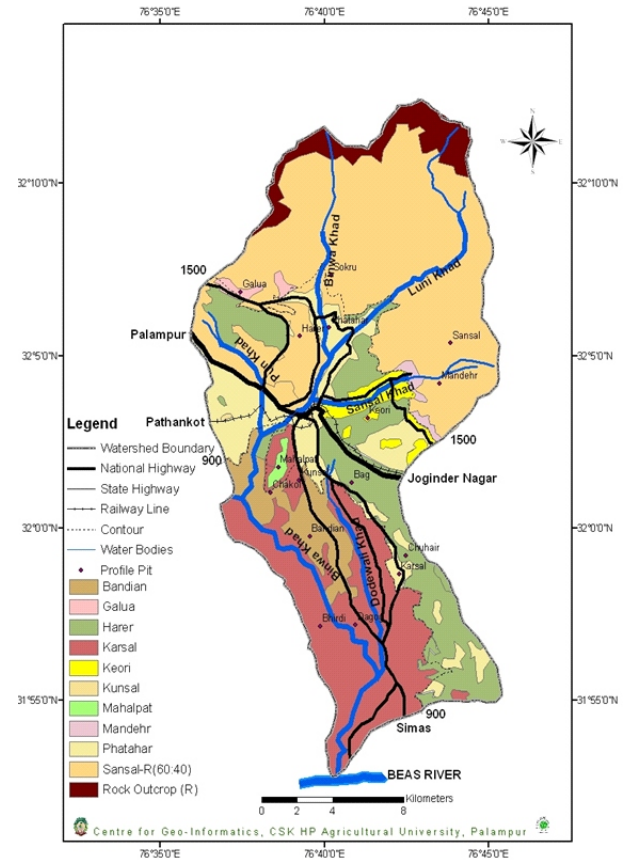 76°35'0"E 76°40'0"E 76°45'0"E
N
W E
S
32°10'0"N 32°10'0"N
Binwa Khad
Sokru
Luni Khad
1500
Galua
Phatahar
Harer
Palampur
Sansal
32°5'0"N 32°5'0"N
Pun Khad
Mandehr
Sansal Khad
Keori
Pathankot
1500
900
Mahalpat
Kunsal
Joginder Nagar
Bag
Chakol
32°0'0"N 32°0'0"N
Bandian
Binwa Khad
Chuhair
Karsal
Dodewali Khad
Bhirdi
31°55'0"N 31°55'0"N
900
Simas
BEAS RIVER
Legend
Watershed Boundary
National Highway
State Highway
Railway Line
Contour
Water Bodies
Profile Pit
Bandian
Galua
Harer
Karsal
Keori
Kunsal
Mahalpat
Mandehr
Phatahar
Sansal-R(60:40)
Rock Outcrop (R)
Kilometers
0 2 4 8
Centre for Geo-Informatics, CSK HP Agricultural University, Palampur
76°35'0"E 76°40'0"E 76°45'0"E